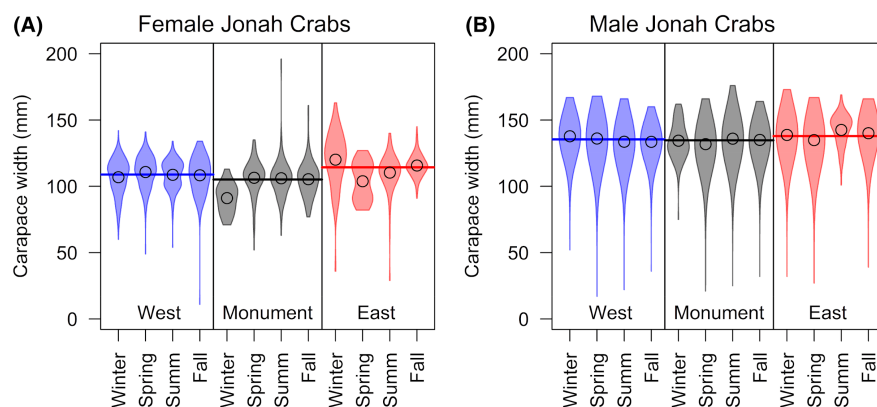 (A)
Female Jonah Crabs
Carapace width (mm)
200
150
100
50
0
West
Monument
East
Winter
Spring
Summ
Fall
Winter
Spring
Summ
Fall
Winter
Spring
Summ
Fall
(B)
Male Jonah Crabs
Carapace width (mm)
200
150
100
50
0
West
Monument
East
Winter
Spring
Summ
Fall
Winter
Spring
Summ
Fall
Winter
Spring
Summ
Fall